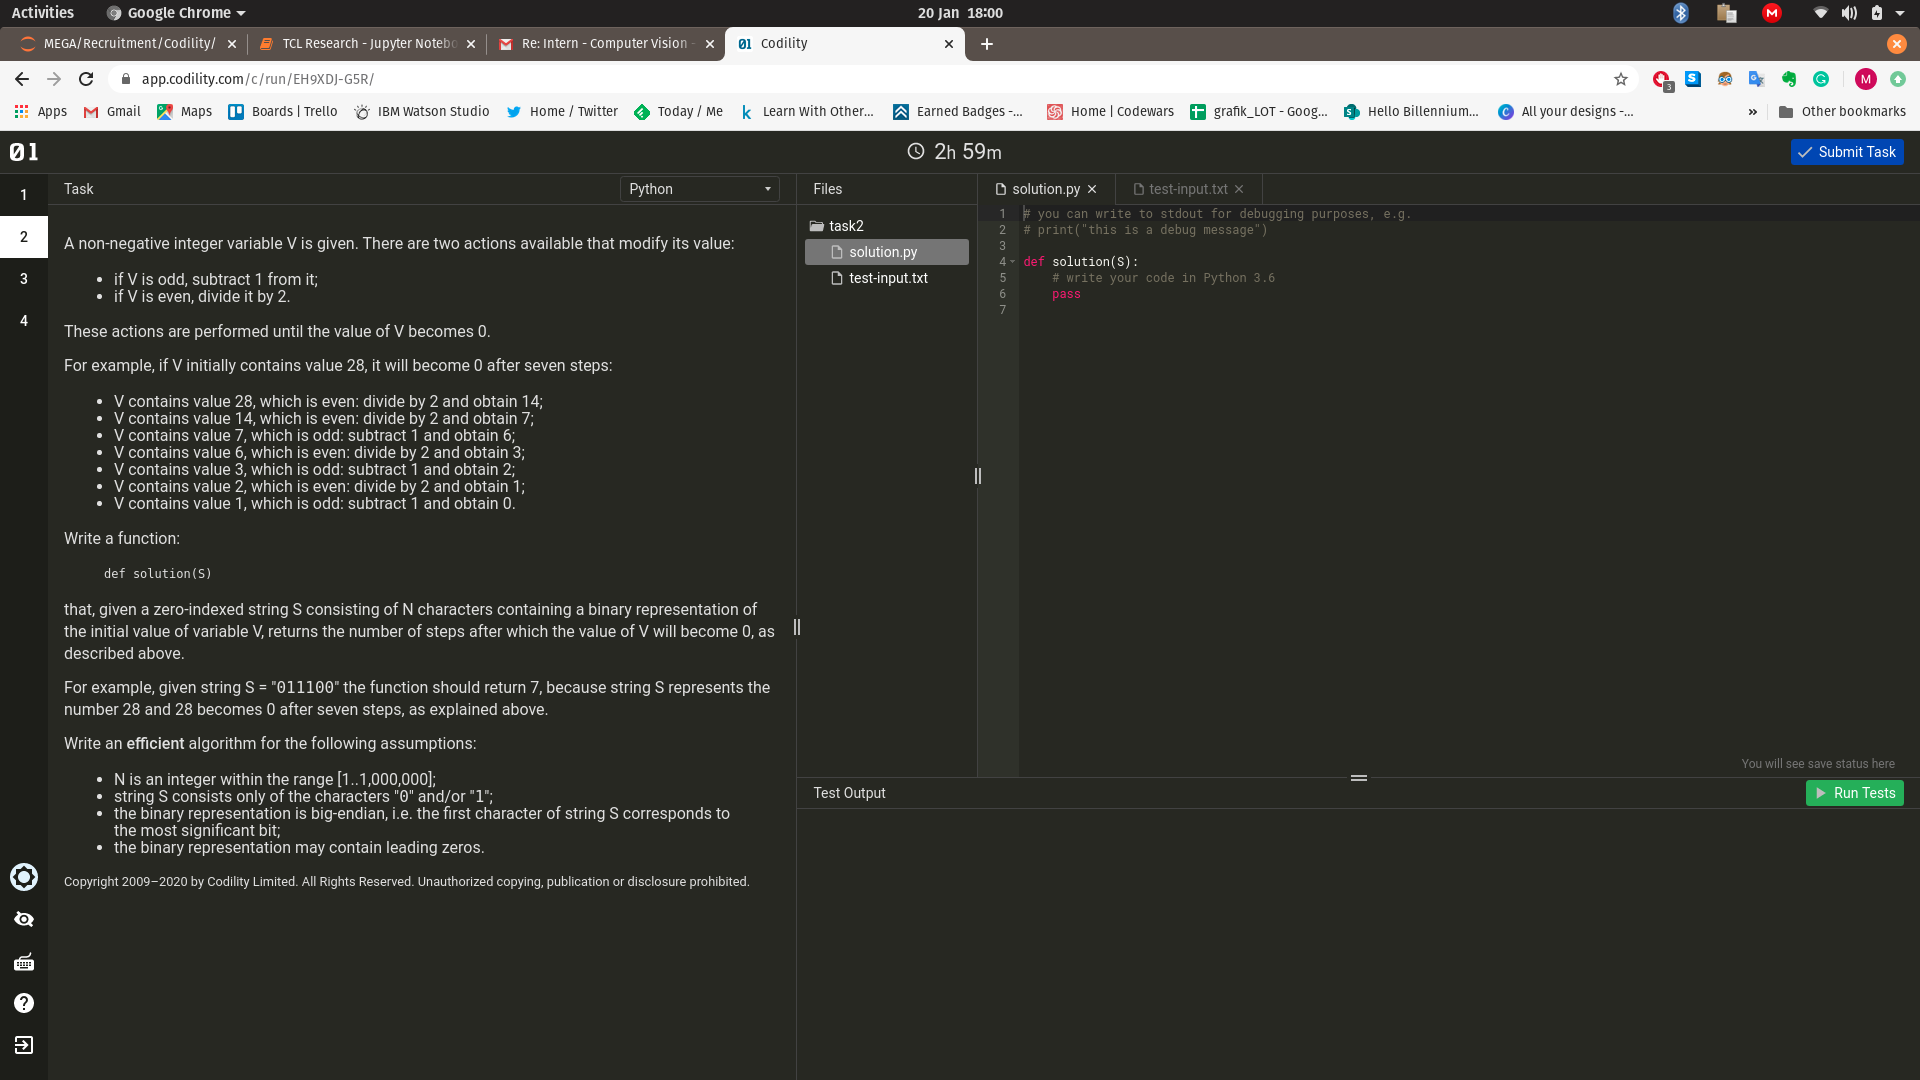 Activities
Google Chrome
20 Jan 18:00
M
MEGA/Recruitment/Codility/
TCL Research - Jupyter Notebo
Re: Intern - Computer Vision -
01 Codility
app.codility.com/c/run/EH9XDJ-G5R/
3
M
Apps
Gmail
Maps
Boards | Trello
IBM Watson Studio
Home / Twitter
Today / Me
Learn With Other...
Earned Badges -...
Home | Codewars
grafik_LOT - Goog...
Hello Billennium...
All your designs -...
»
Other bookmarks
01
2h 59m
Submit Task
1
2
3
4
Task
Python
A non-negative integer variable V is given. There are two actions available that modify its value:
• if V is odd, subtract 1 from it;
• if V is even, divide it by 2.
These actions are performed until the value of V becomes 0.
For example, if V initially contains value 28, it will become 0 after seven steps:
• V contains value 28, which is even: divide by 2 and obtain 14;
• V contains value 14, which is even: divide by 2 and obtain 7;
• V contains value 7, which is odd: subtract 1 and obtain 6;
• V contains value 6, which is even: divide by 2 and obtain 3;
• V contains value 3, which is odd: subtract 1 and obtain 2;
• V contains value 2, which is even: divide by 2 and obtain 1;
• V contains value 1, which is odd: subtract 1 and obtain 0.
Write a function:
def solution(S)
that, given a zero-indexed string S consisting of N characters containing a binary representation of
the initial value of variable V, returns the number of steps after which the value of V will become 0, as
described above.
For example, given string S = "011100" the function should return 7, because string S represents the
number 28 and 28 becomes 0 after seven steps, as explained above.
Write an efficient algorithm for the following assumptions:
• N is an integer within the range [1..1,000,000];
• string S consists only of the characters "0" and/or "1";
• the binary representation is big-endian, i.e. the first character of string S corresponds to
the most significant bit;
• the binary representation may contain leading zeros.
Copyright 2009–2020 by Codility Limited. All Rights Reserved. Unauthorized copying, publication or disclosure prohibited.
Files
task2
solution.py
test-input.txt
solution.py
test-input.txt
1 # you can write to stdout for debugging purposes, e.g.
2 # print("this is a debug message")
3
4 def solution(S):
5 # write your code in Python 3.6
6 pass
7
You will see save status here
Test Output
Run Tests